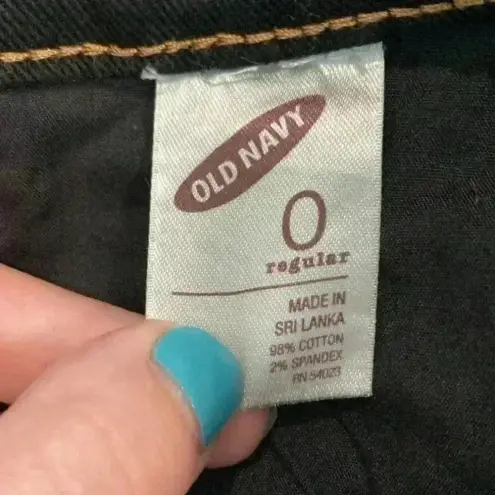 OLD NAVY
0
regular
MADE IN
SRI LANKA
98% COTTON
2% SPANDEX
RN 54023